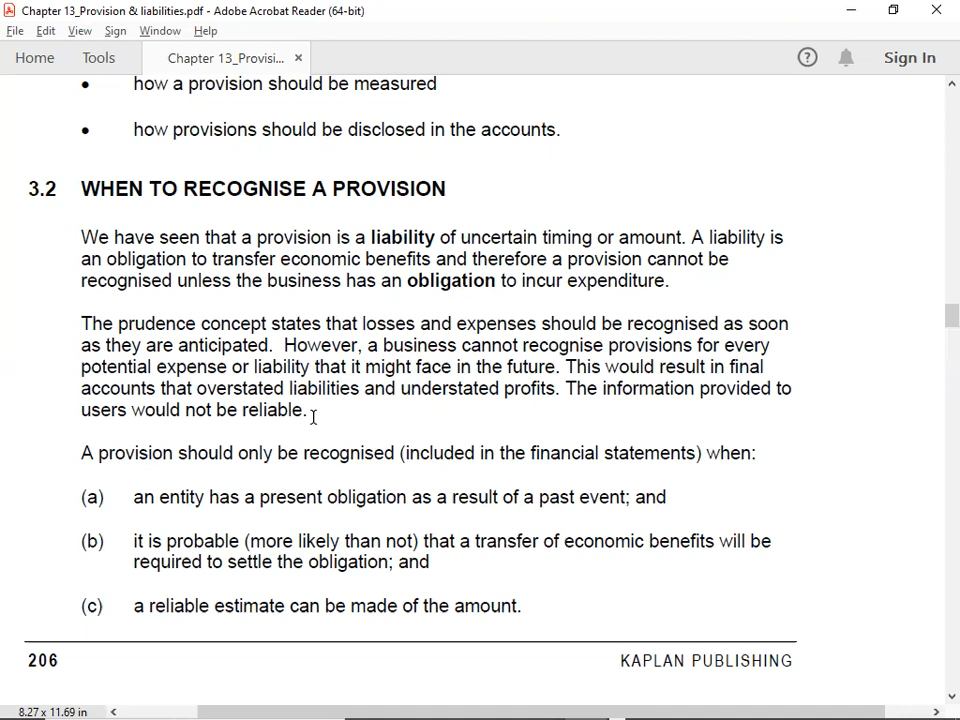 Chapter 13_Provision & liabilities.pdf - Adobe Acrobat Reader (64-bit)
File Edit View Sign Window Help
Home Tools Chapter 13_Provisi... × ? Sign In
• how a provision should be measured
• how provisions should be disclosed in the accounts.
3.2 WHEN TO RECOGNISE A PROVISION
We have seen that a provision is a liability of uncertain timing or amount. A liability is
an obligation to transfer economic benefits and therefore a provision cannot be
recognised unless the business has an obligation to incur expenditure.
The prudence concept states that losses and expenses should be recognised as soon
as they are anticipated. However, a business cannot recognise provisions for every
potential expense or liability that it might face in the future. This would result in final
accounts that overstated liabilities and understated profits. The information provided to
users would not be reliable.
A provision should only be recognised (included in the financial statements) when:
(a) an entity has a present obligation as a result of a past event; and
(b) it is probable (more likely than not) that a transfer of economic benefits will be
required to settle the obligation; and
(c) a reliable estimate can be made of the amount.
206 KAPLAN PUBLISHING
8.27 x 11.69 in